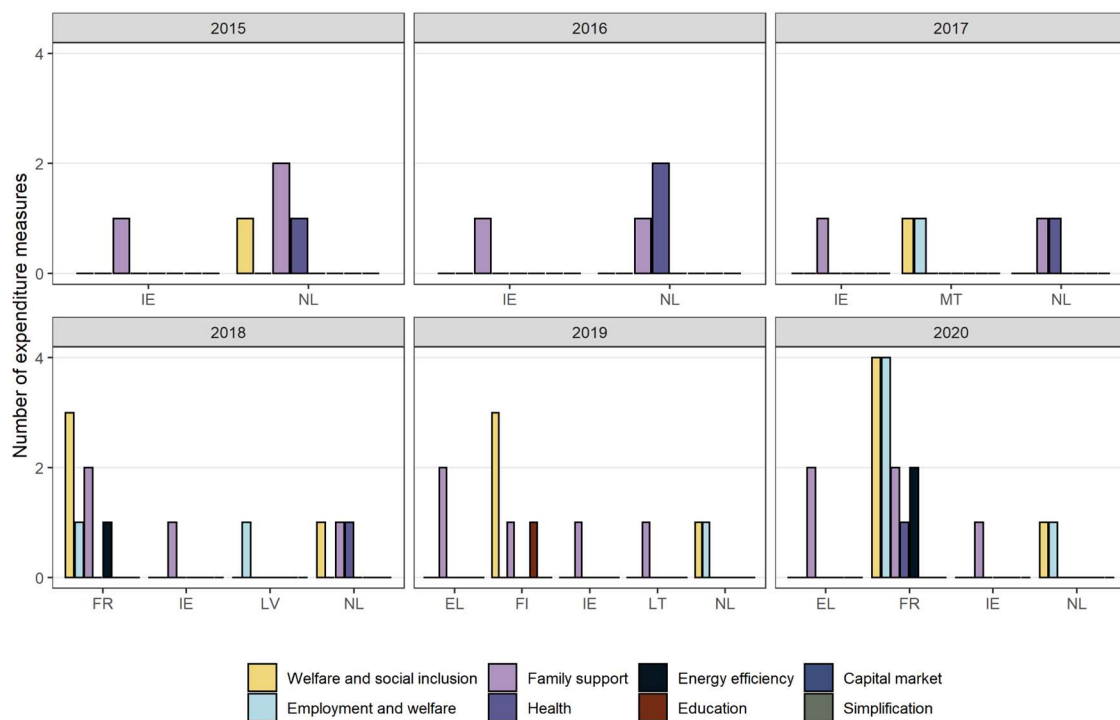 2015 2016 2017
4
2
0
IE NL IE NL IE MT NL
Number of expenditure measures
2018 2019 2020
4
2
0
FR IE LV NL EL FI IE LT NL EL FR IE NL
Welfare and social inclusion Family support Energy efficiency Capital market
Employment and welfare Health Education Simplification